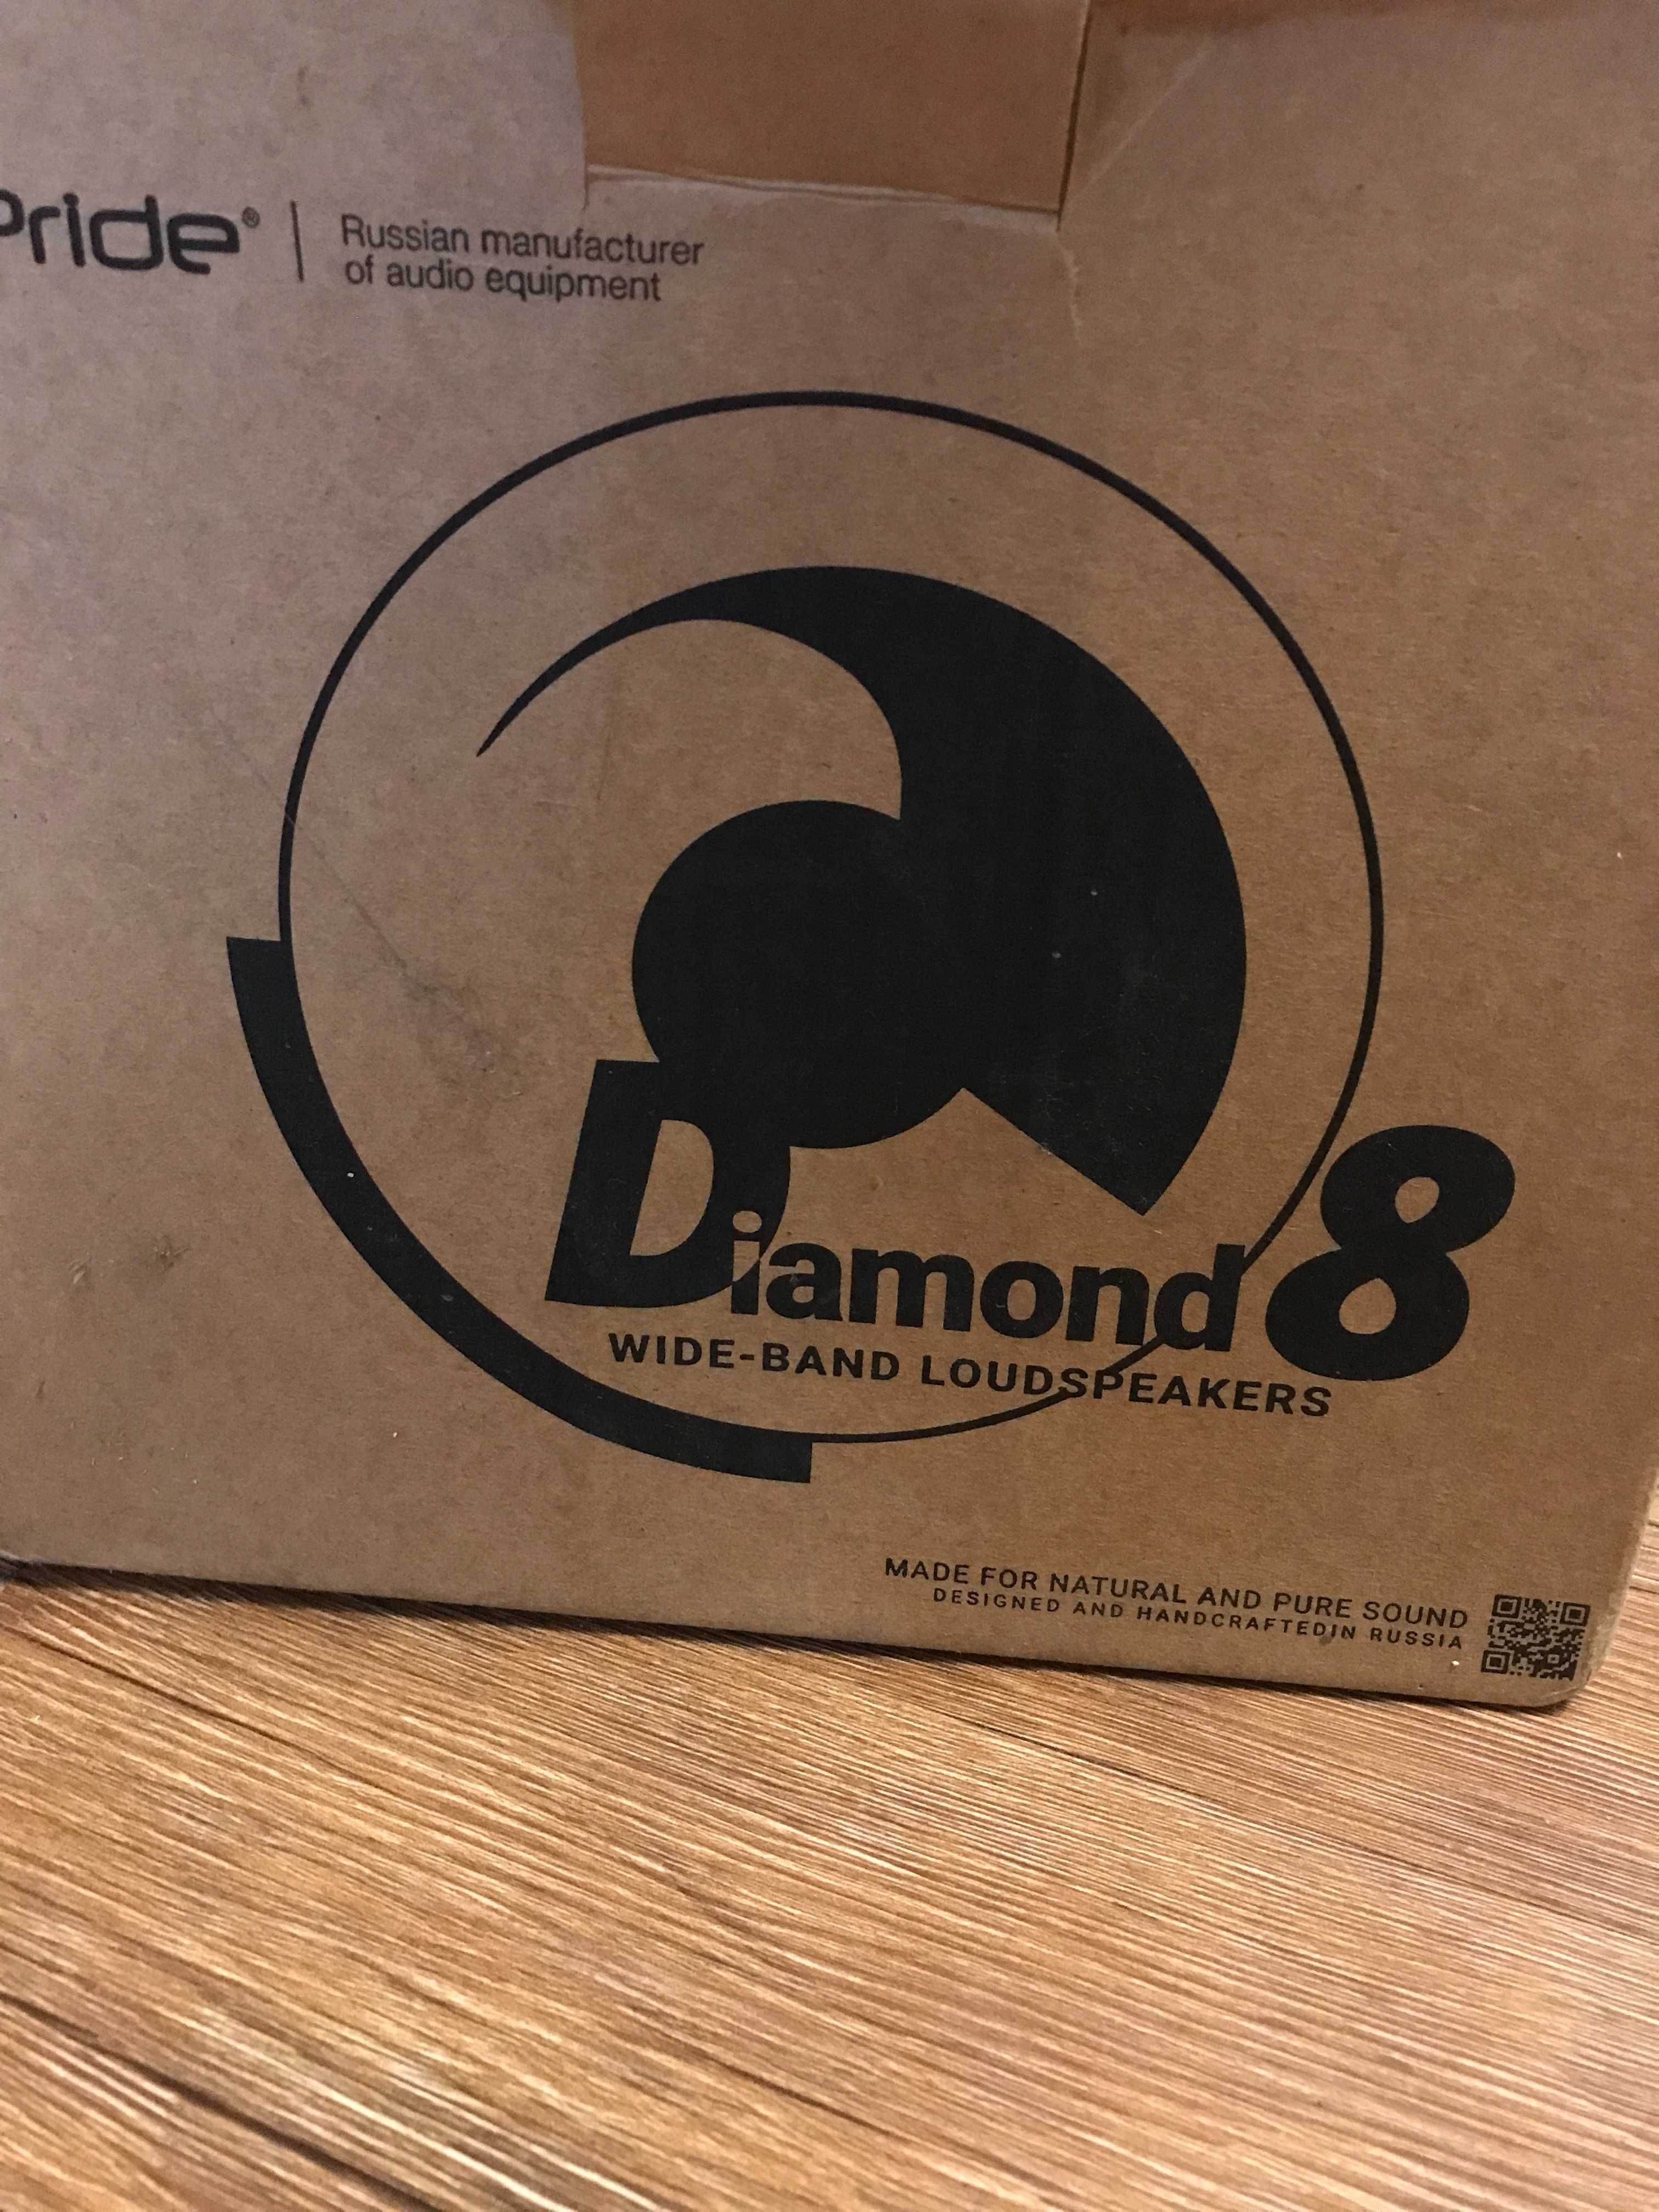 Pride®
Russian manufacturer
of audio equipment
Diamond 8
WIDE-BAND LOUDSPEAKERS
MADE FOR NATURAL AND PURE SOUND
DESIGNED AND HANDCRAFTEDIN RUSSIA